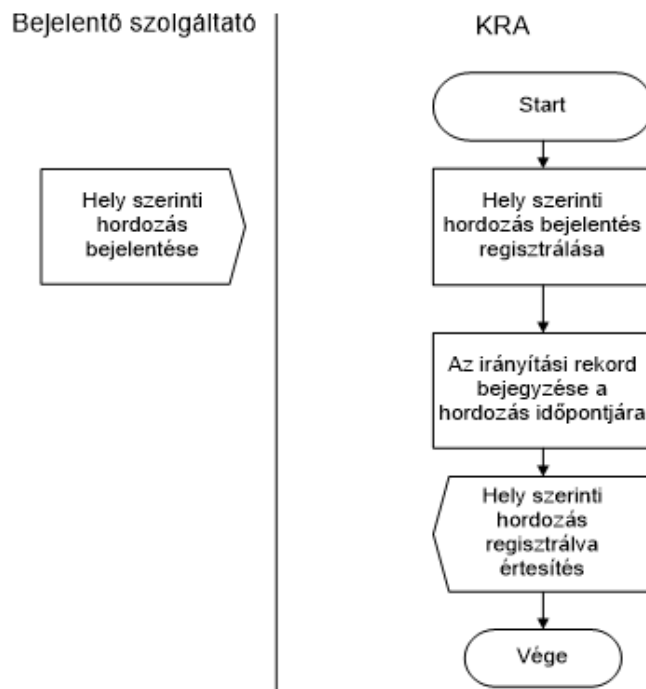 Bejelentő szolgáltató
KRA
Start
Hely szerinti
hordozás
bejelentése
Hely szerinti
hordozás bejelentés
regisztrálása
Az irányítási rekord
bejegyzése a
hordozás időpontjára
Hely szerinti
hordozás
regisztrálva
értesítés
Vége